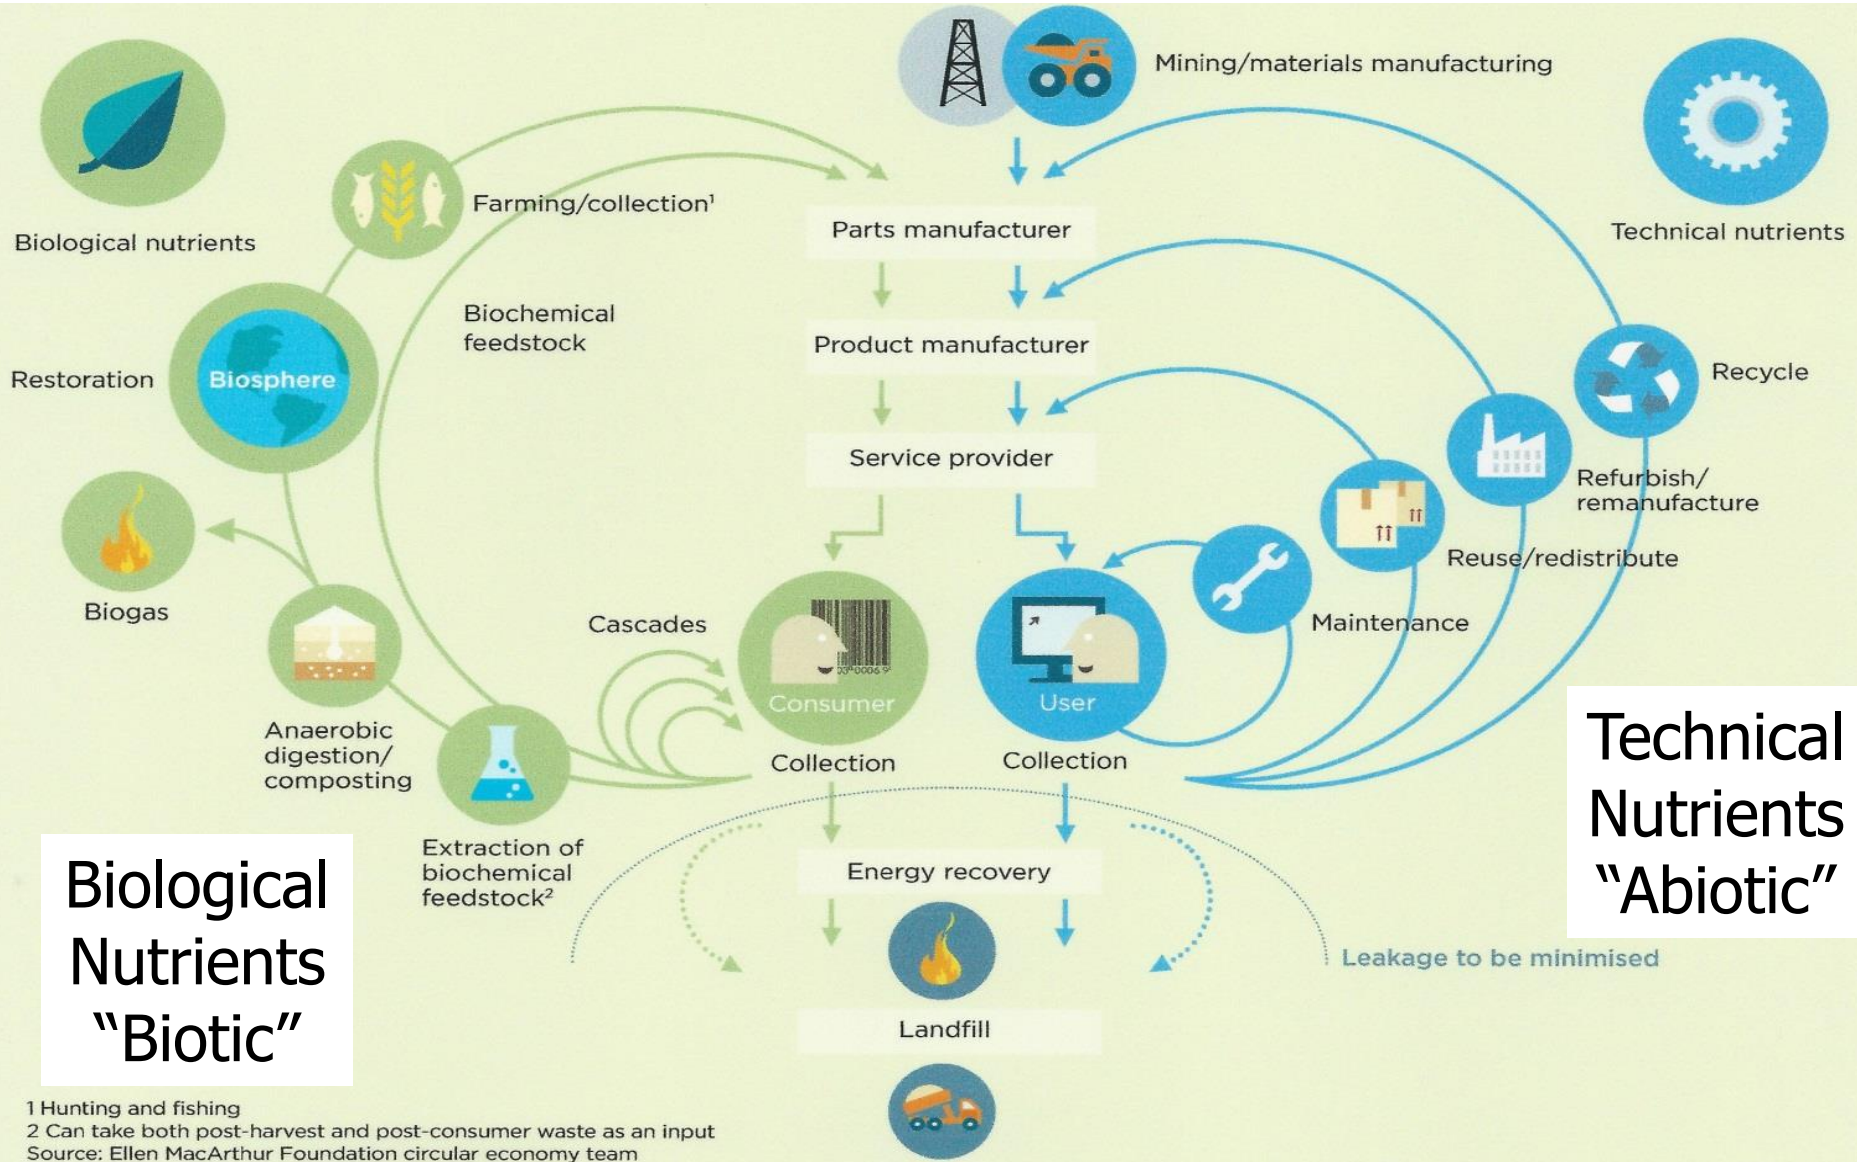 Mining/materials manufacturing
Biological nutrients
Technical nutrients
Farming/collection¹
Parts manufacturer
Biochemical
feedstock
Product manufacturer
Restoration
Biosphere
Recycle
Service provider
Refurbish/
remanufacture
Reuse/redistribute
Biogas
Cascades
Maintenance
Consumer
User
Anaerobic
digestion/
composting
Collection
Collection
Extraction of
biochemical
feedstock²
Energy recovery
Technical
Nutrients
“Abiotic”
Biological
Nutrients
“Biotic”
Leakage to be minimised
Landfill
1 Hunting and fishing
2 Can take both post-harvest and post-consumer waste as an input
Source: Ellen MacArthur Foundation circular economy team